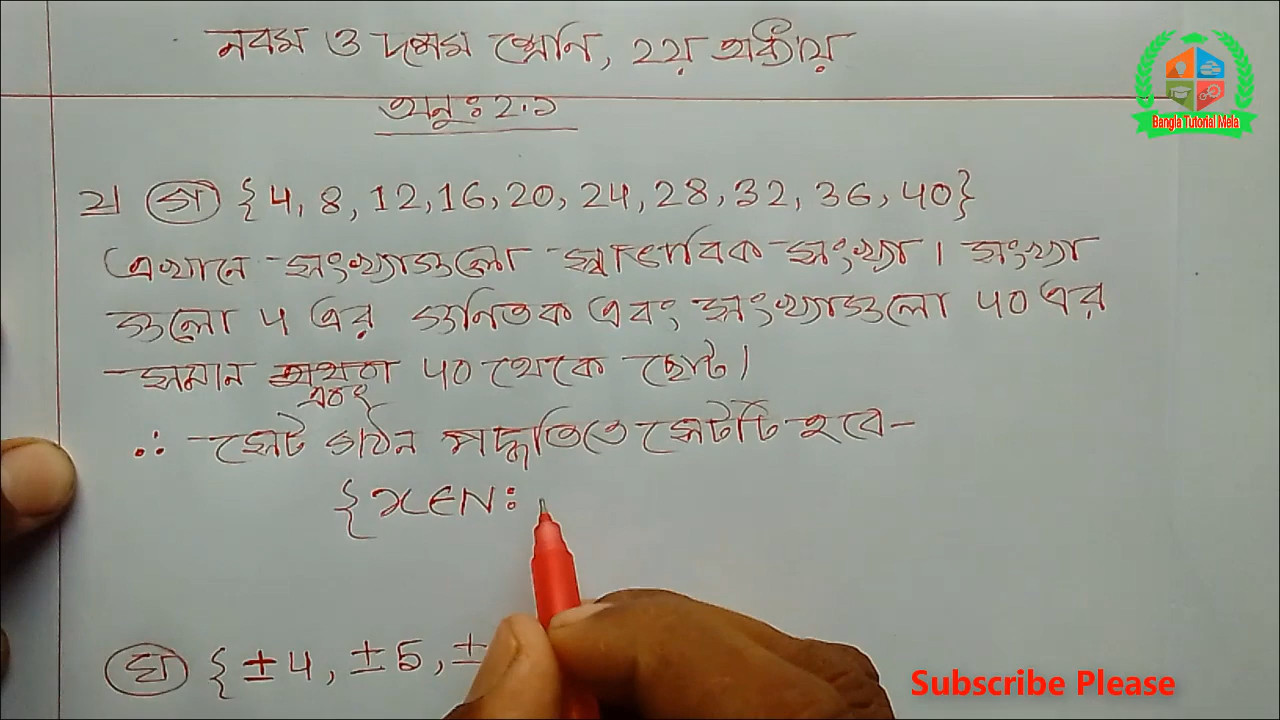 নবম ও দশম শ্রেনি, ২য় অধ্যায়
অনুঃ ২.১
২। গ {4, 8, 12, 16, 20, 24, 28, 32, 36, 40}
এখানে সংখ্যাগুলো স্বাভাবিক সংখ্যা। সংখ্যা
গুলো 4 এর গুনিতক এবং সংখ্যাগুলো 40 এর
সমান অথবা 40 থেকে ছোট।
এবং
∴ সেট গঠন পদ্ধতিতে সেটটি হবে-
{x∈N:
ঘ {±4, ±5, ±
Bangla Tutorial Mela
Subscribe Please